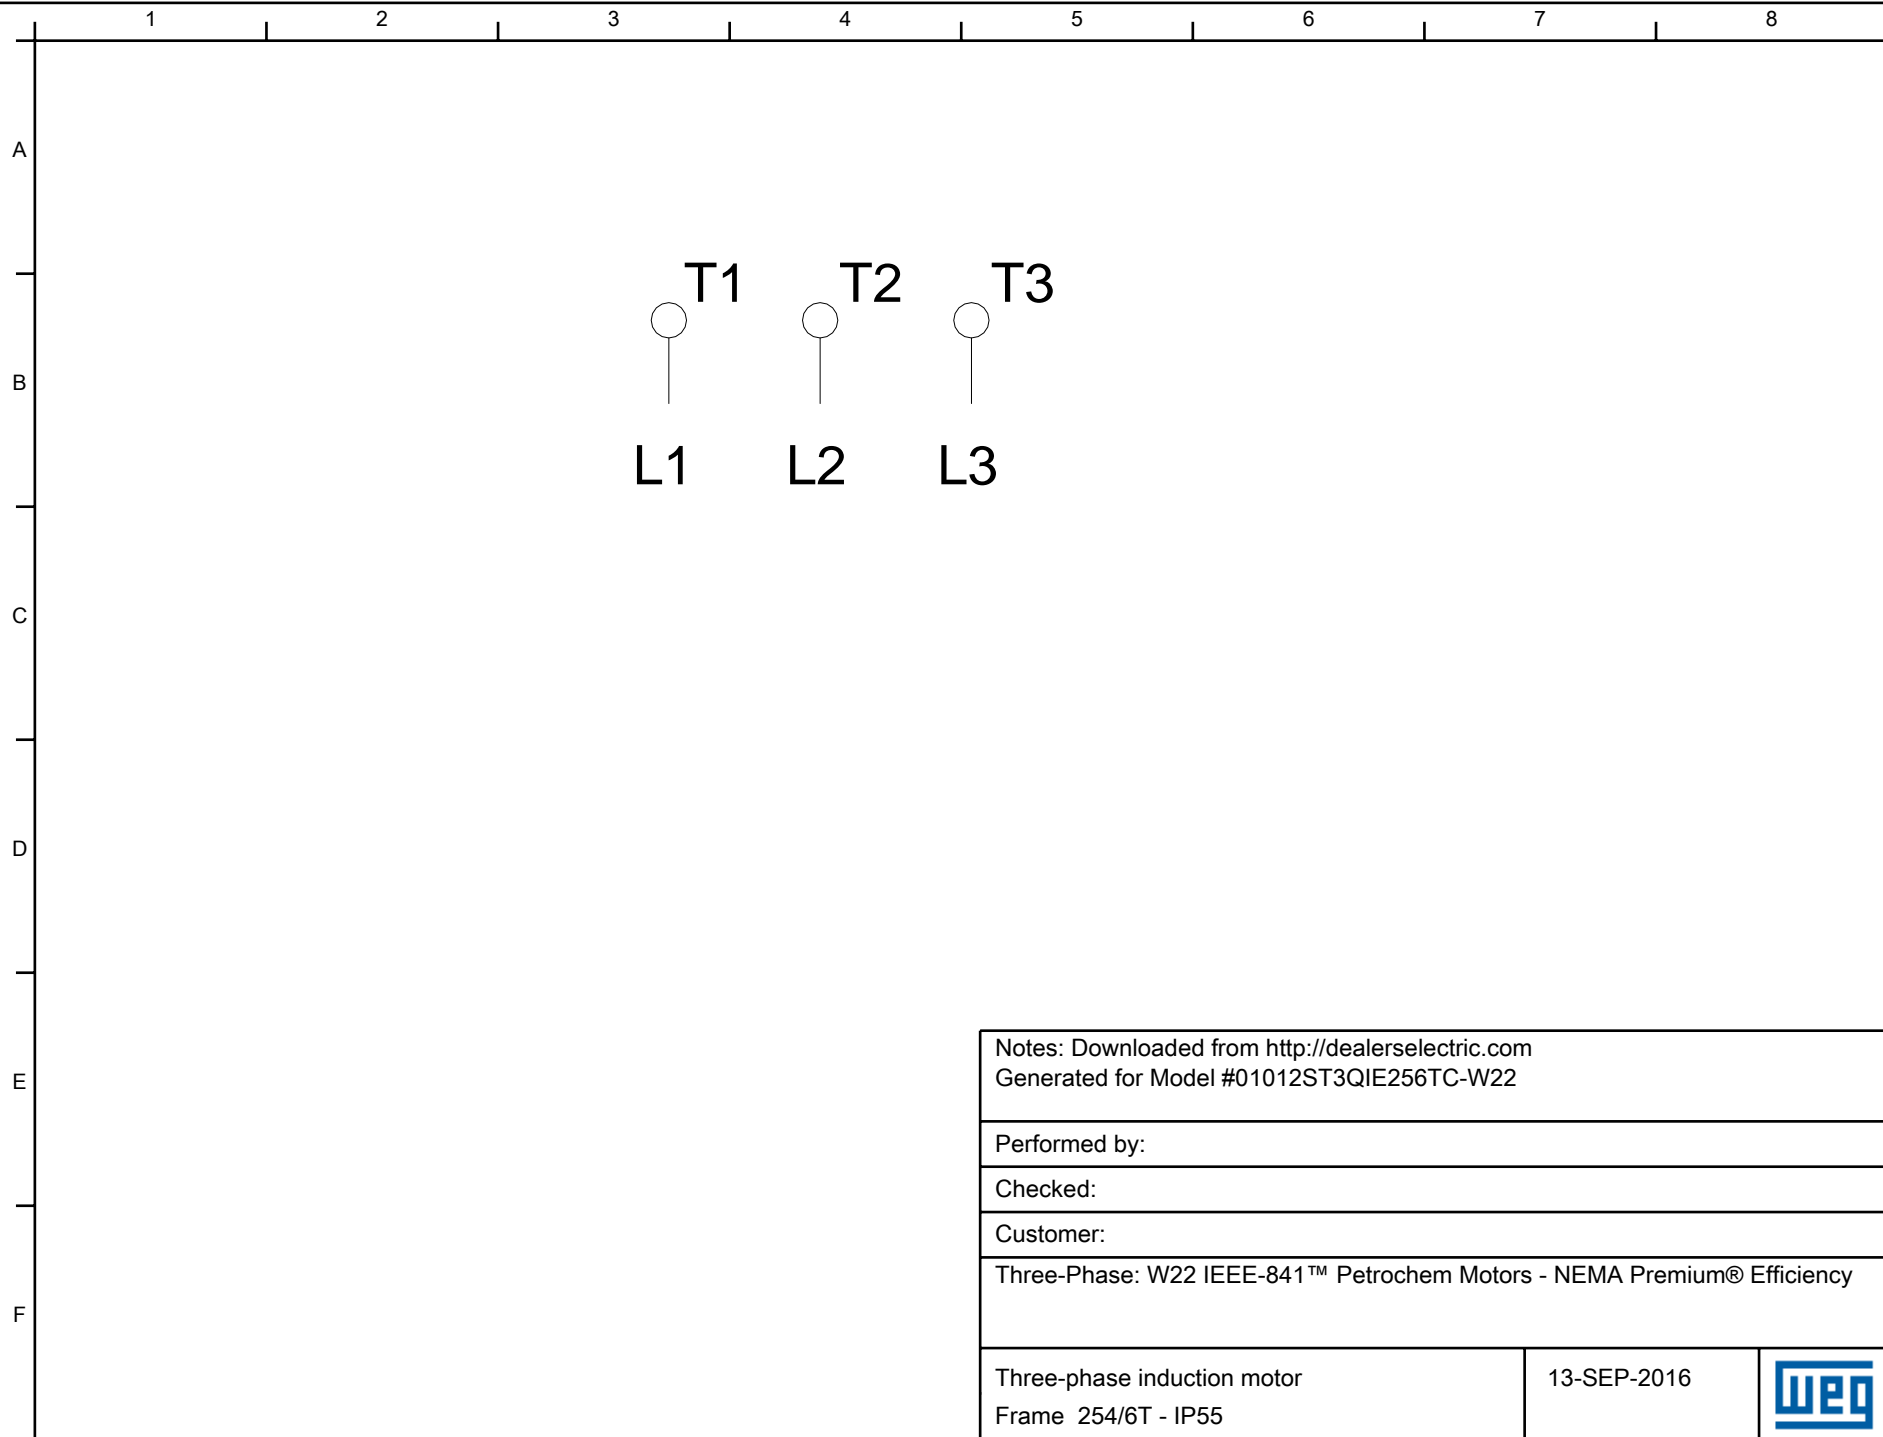 1 2 3 4 5 6 7 8
A
T1 T2 T3
B
L1 L2 L3
C
D
E
Notes: Downloaded from http://dealerselectric.com
Generated for Model #01012ST3QIE256TC-W22
Performed by:
Checked:
Customer:
Three-Phase: W22 IEEE-841™ Petrochem Motors - NEMA Premium® Efficiency
F
Three-phase induction motor
Frame 254/6T - IP55
13-SEP-2016
weg